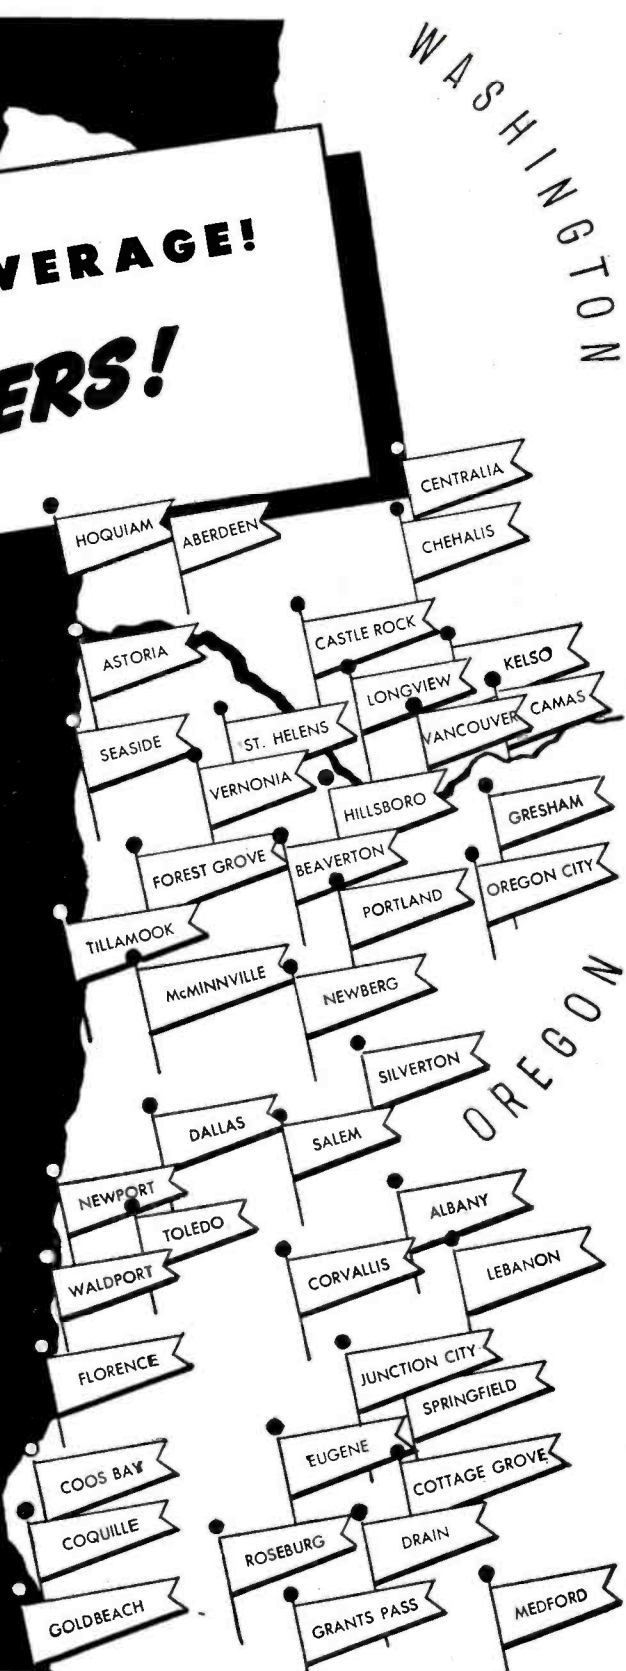 WASHINGTON
VERAGE!
ERS!
CENTRALIA
HOQUIAM
ABERDEEN
CHEHALIS
CASTLE ROCK
ASTORIA
KELSO
LONGVIEW
CAMAS
VANCOUVER
ST. HELENS
SEASIDE
VERNONIA
HILLSBORO
GRESHAM
FOREST GROVE
BEAVERTON
OREGON CITY
PORTLAND
TILLAMOOK
McMINNVILLE
NEWBERG
OREGON
SILVERTON
DALLAS
SALEM
NEWPORT
ALBANY
TOLEDO
WALDPORT
CORVALLIS
LEBANON
FLORENCE
JUNCTION CITY
SPRINGFIELD
EUGENE
COOS BAY
COTTAGE GROVE
COQUILLE
ROSEBURG
DRAIN
GOLDBEACH
GRANTS PASS
MEDFORD